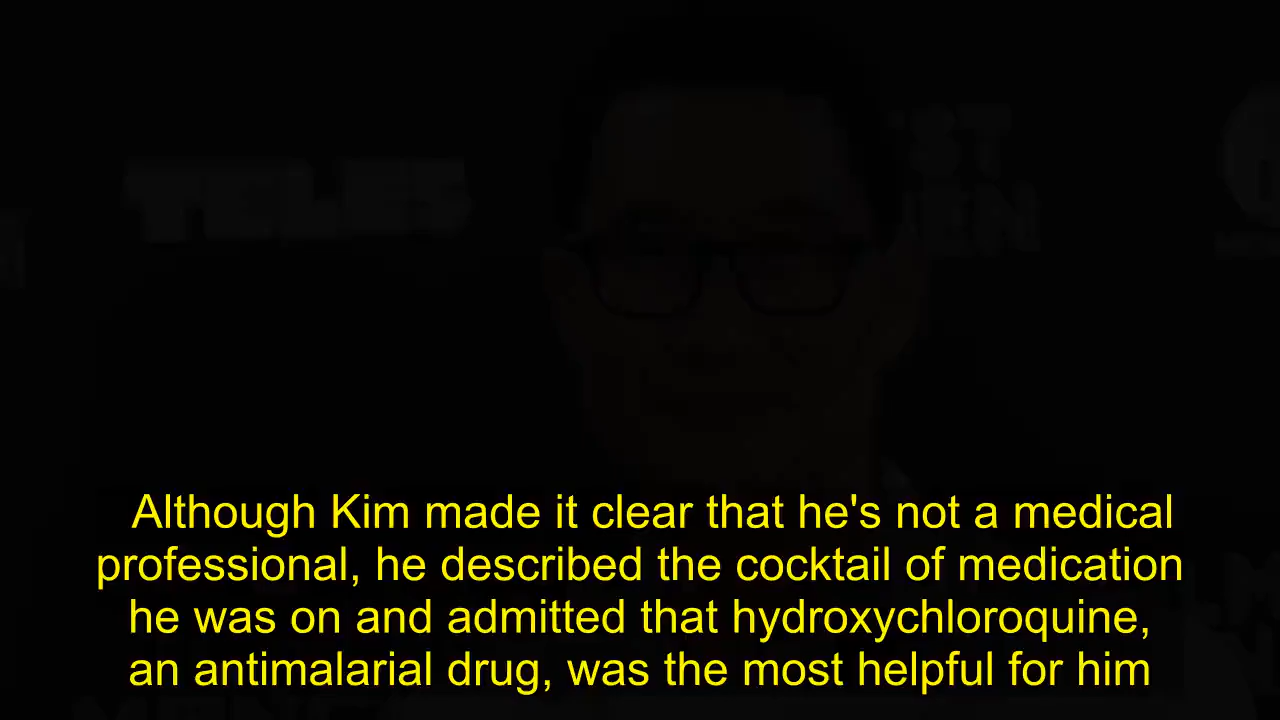 TELE5
Although Kim made it clear that he's not a medical
professional, he described the cocktail of medication
he was on and admitted that hydroxychloroquine,
an antimalarial drug, was the most helpful for him